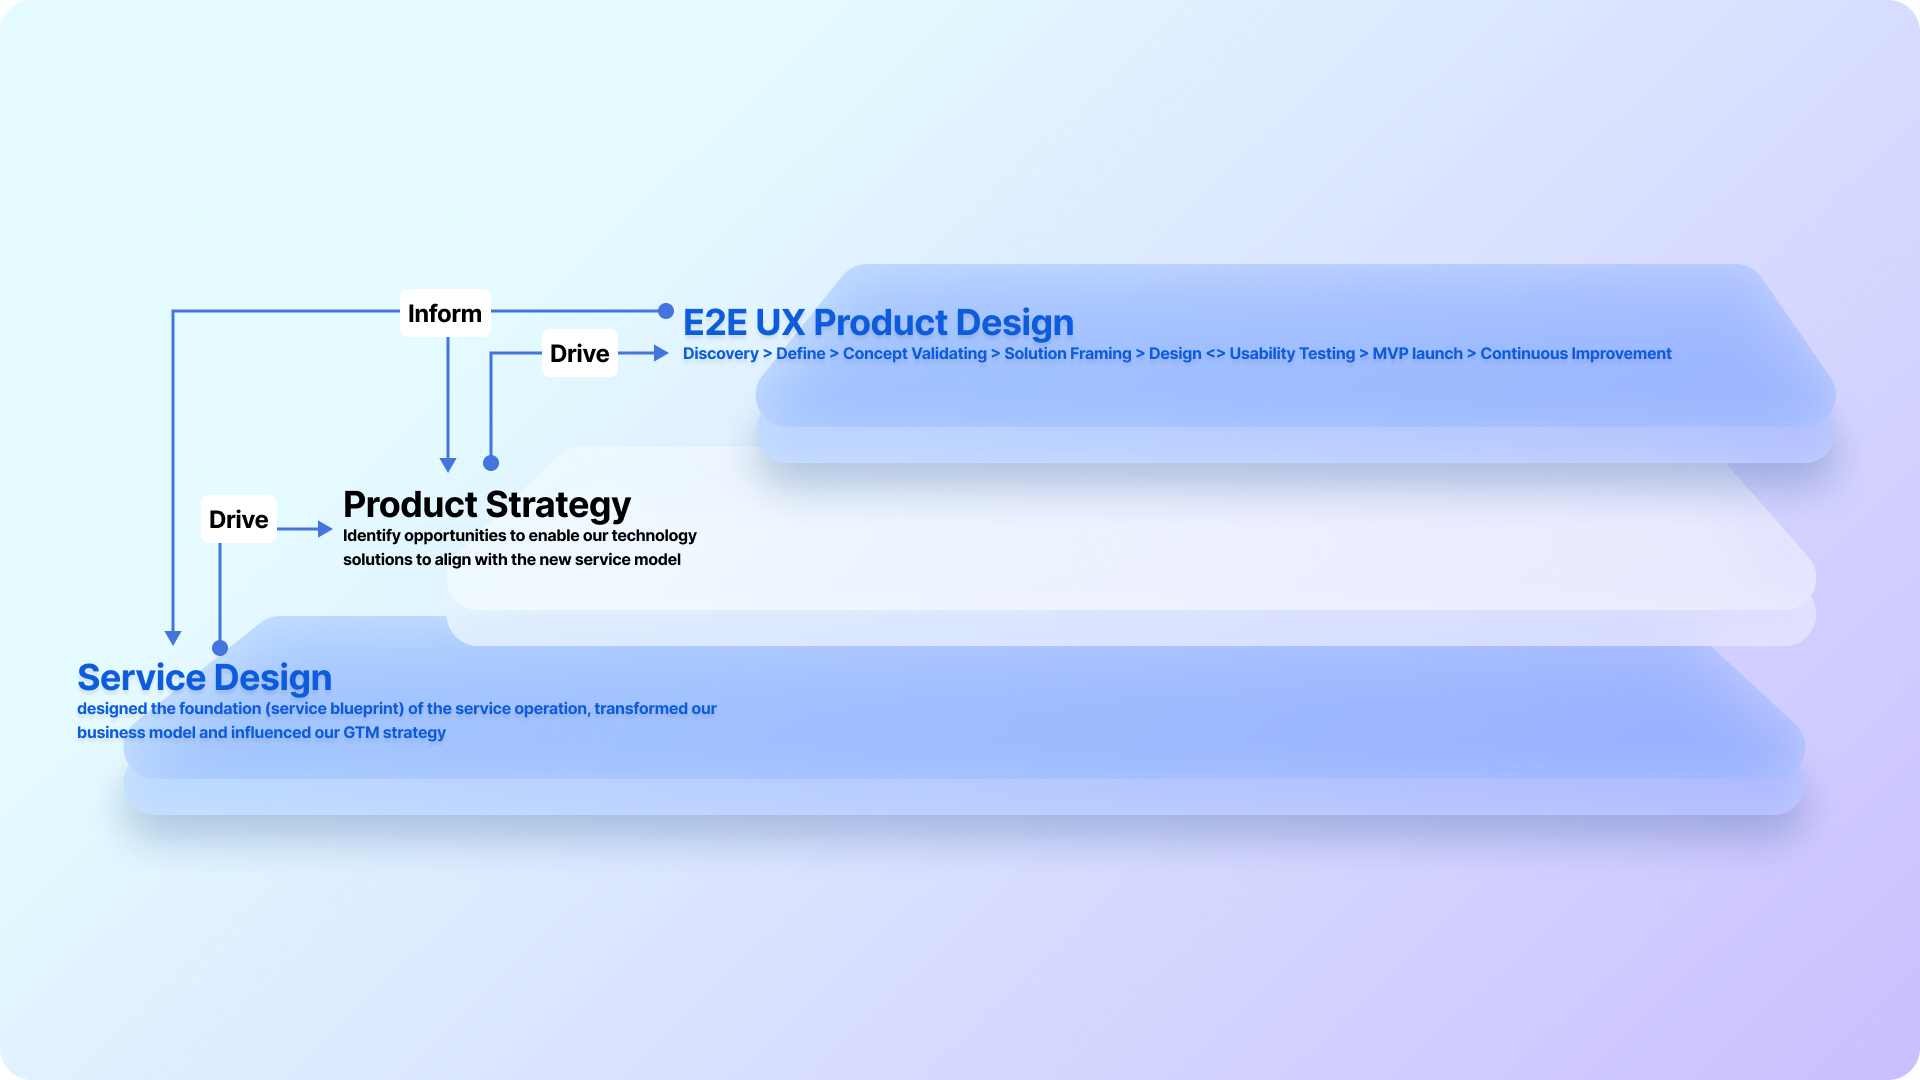 Inform
E2E UX Product Design
Drive
Discovery > Define > Concept Validating > Solution Framing > Design <> Usability Testing > MVP launch > Continuous Improvement
Product Strategy
Drive
Identify opportunities to enable our technology
solutions to align with the new service model
Service Design
designed the foundation (service blueprint) of the service operation, transformed our
business model and influenced our GTM strategy